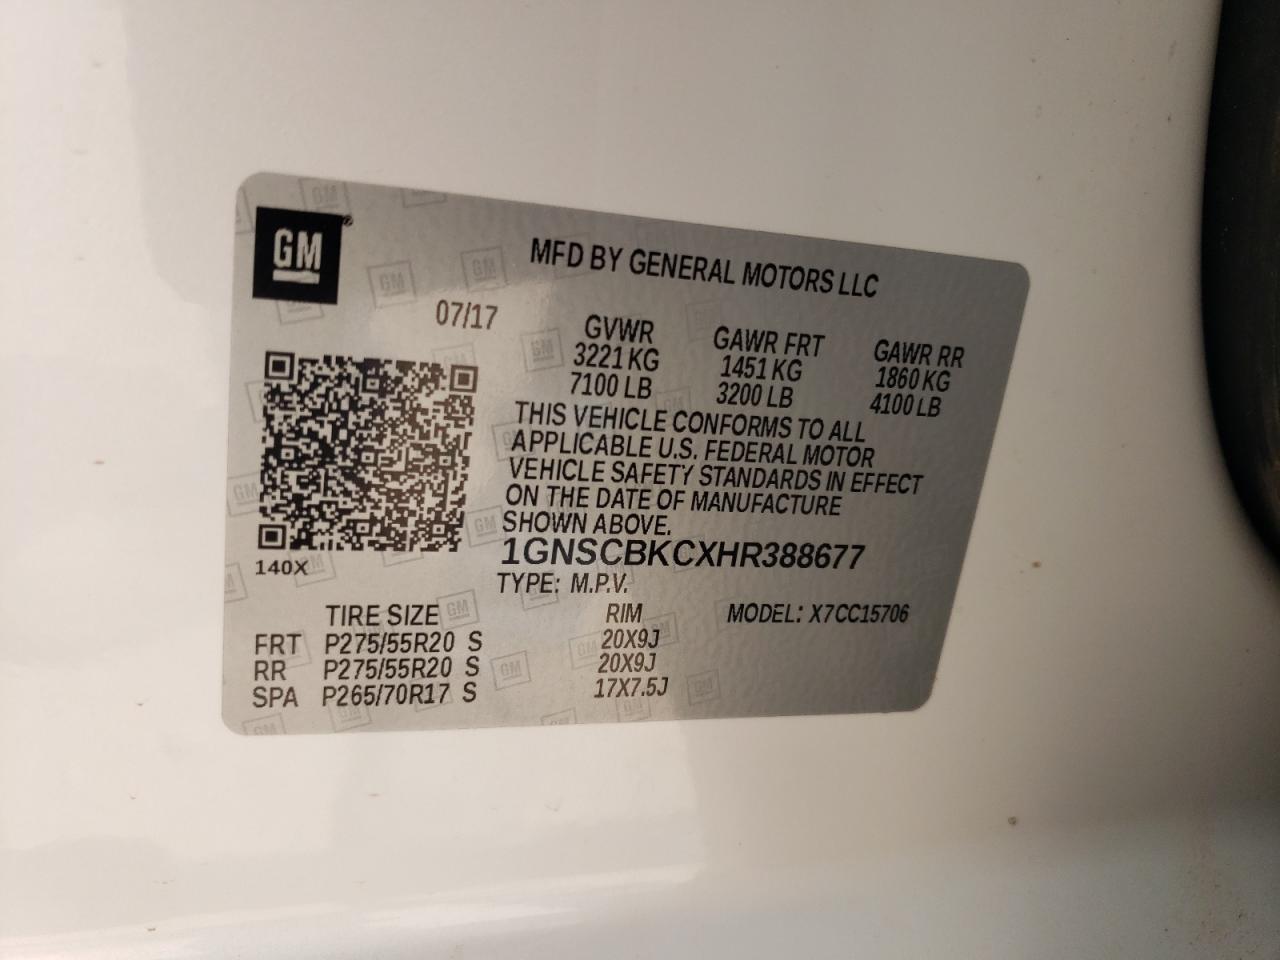 GM®
MFD BY GENERAL MOTORS LLC
07/17
GVWR GAWR FRT GAWR RR
3221 KG 1451 KG 1860 KG
7100 LB 3200 LB 4100 LB
THIS VEHICLE CONFORMS TO ALL
APPLICABLE U.S. FEDERAL MOTOR
VEHICLE SAFETY STANDARDS IN EFFECT
ON THE DATE OF MANUFACTURE
SHOWN ABOVE.
1GNSCBKCXHR388677
140X
TYPE: M.P.V.
TIRE SIZE RIM MODEL: X7CC15706
FRT P275/55R20 S 20X9J
RR P275/55R20 S 20X9J
SPA P265/70R17 S 17X7.5J